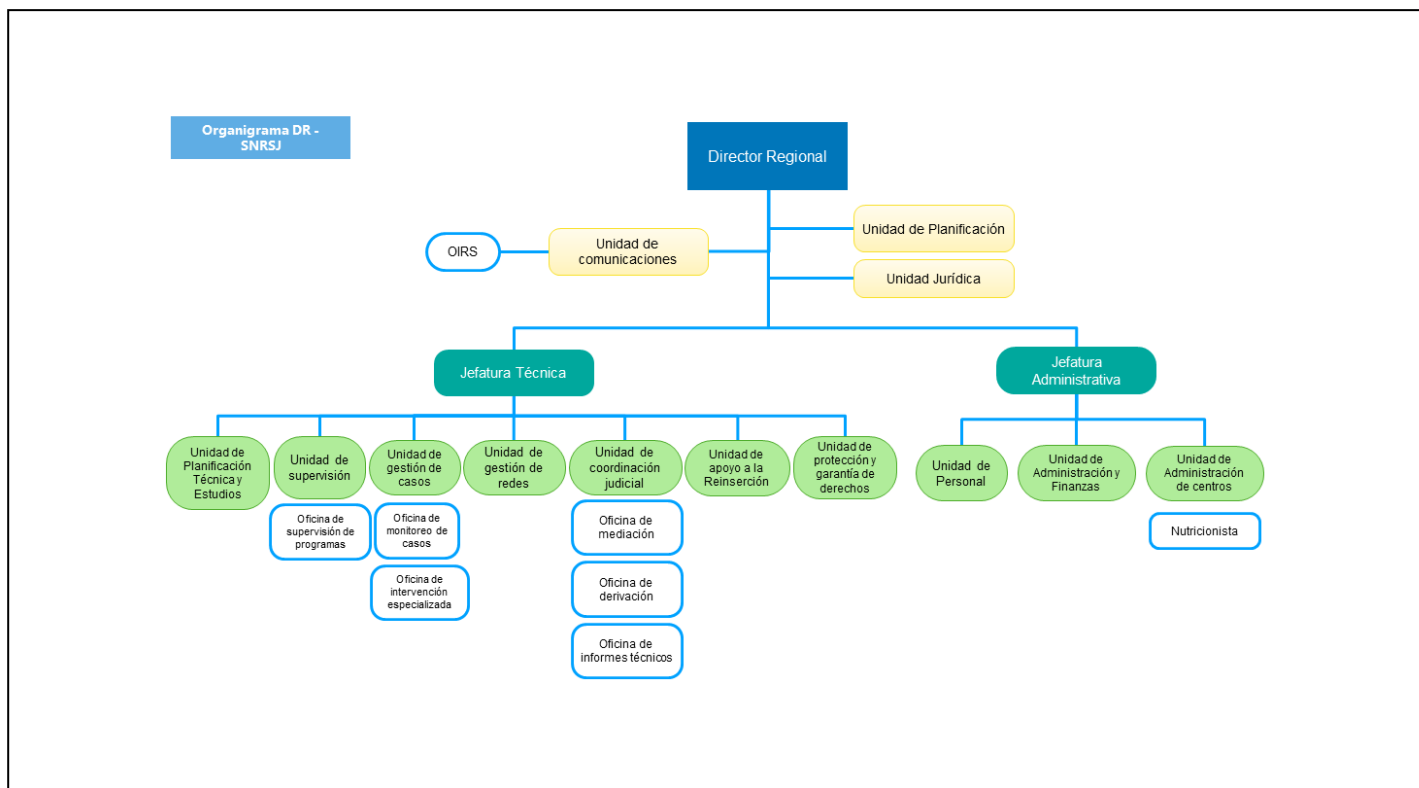 Organigrama DR -
SNRSJ
Director Regional
Unidad de Planificación
OIRS
Unidad de
comunicaciones
Unidad Jurídica
Jefatura Técnica
Jefatura
Administrativa
Unidad de
Planificación
Técnica y
Estudios
Unidad de
supervisión
Unidad de
gestión de
casos
Unidad de
gestión de
redes
Unidad de
coordinación
judicial
Unidad de
apoyo a la
Reinserción
Unidad de
protección y
garantía de
derechos
Unidad de
Personal
Unidad de
Administración y
Finanzas
Unidad de
Administración
de centros
Oficina de
supervisión de
programas
Oficina de
monitoreo de
casos
Oficina de
mediación
Nutricionista
Oficina de
intervención
especializada
Oficina de
derivación
Oficina de
informes técnicos